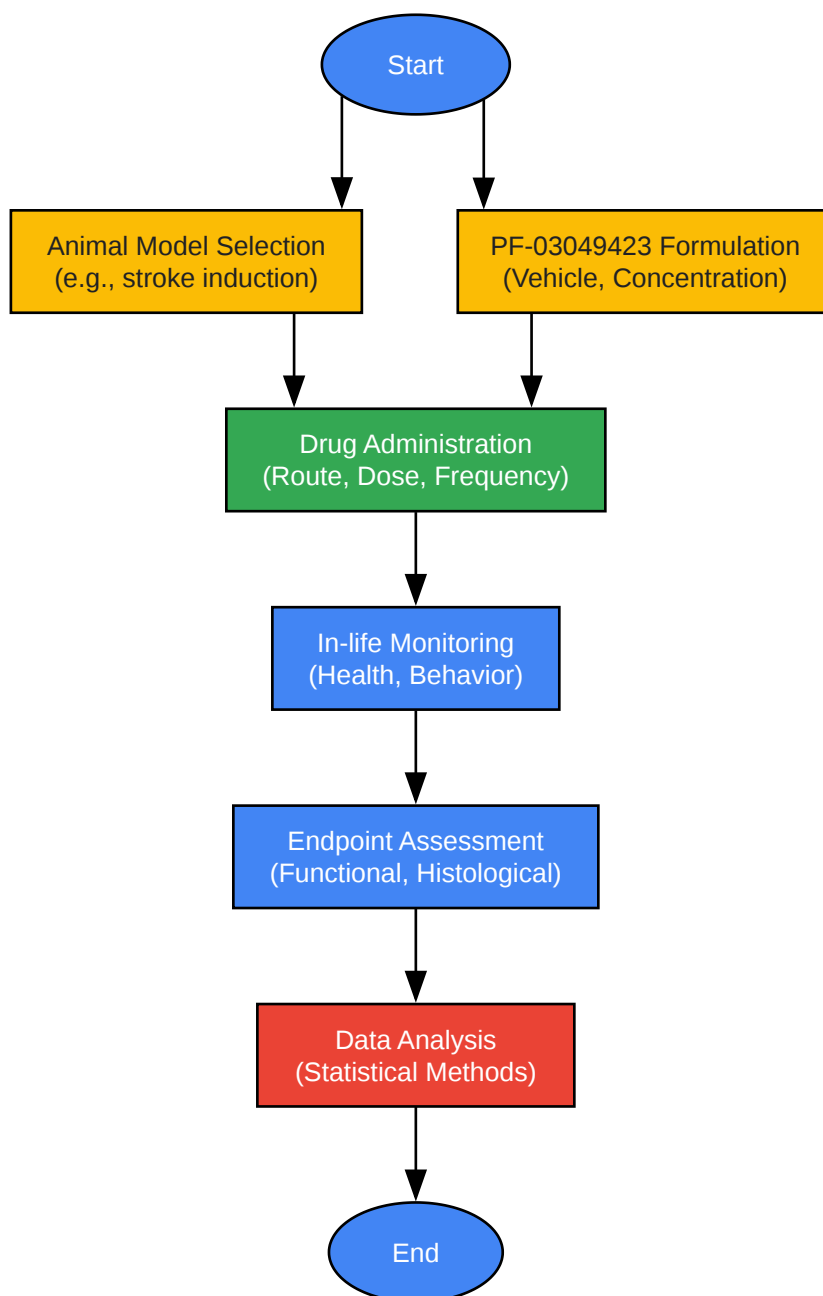 Start
Animal Model Selection
(e.g., stroke induction)
PF-03049423 Formulation
(Vehicle, Concentration)
Drug Administration
(Route, Dose, Frequency)
In-life Monitoring
(Health, Behavior)
Endpoint Assessment
(Functional, Histological)
Data Analysis
(Statistical Methods)
End